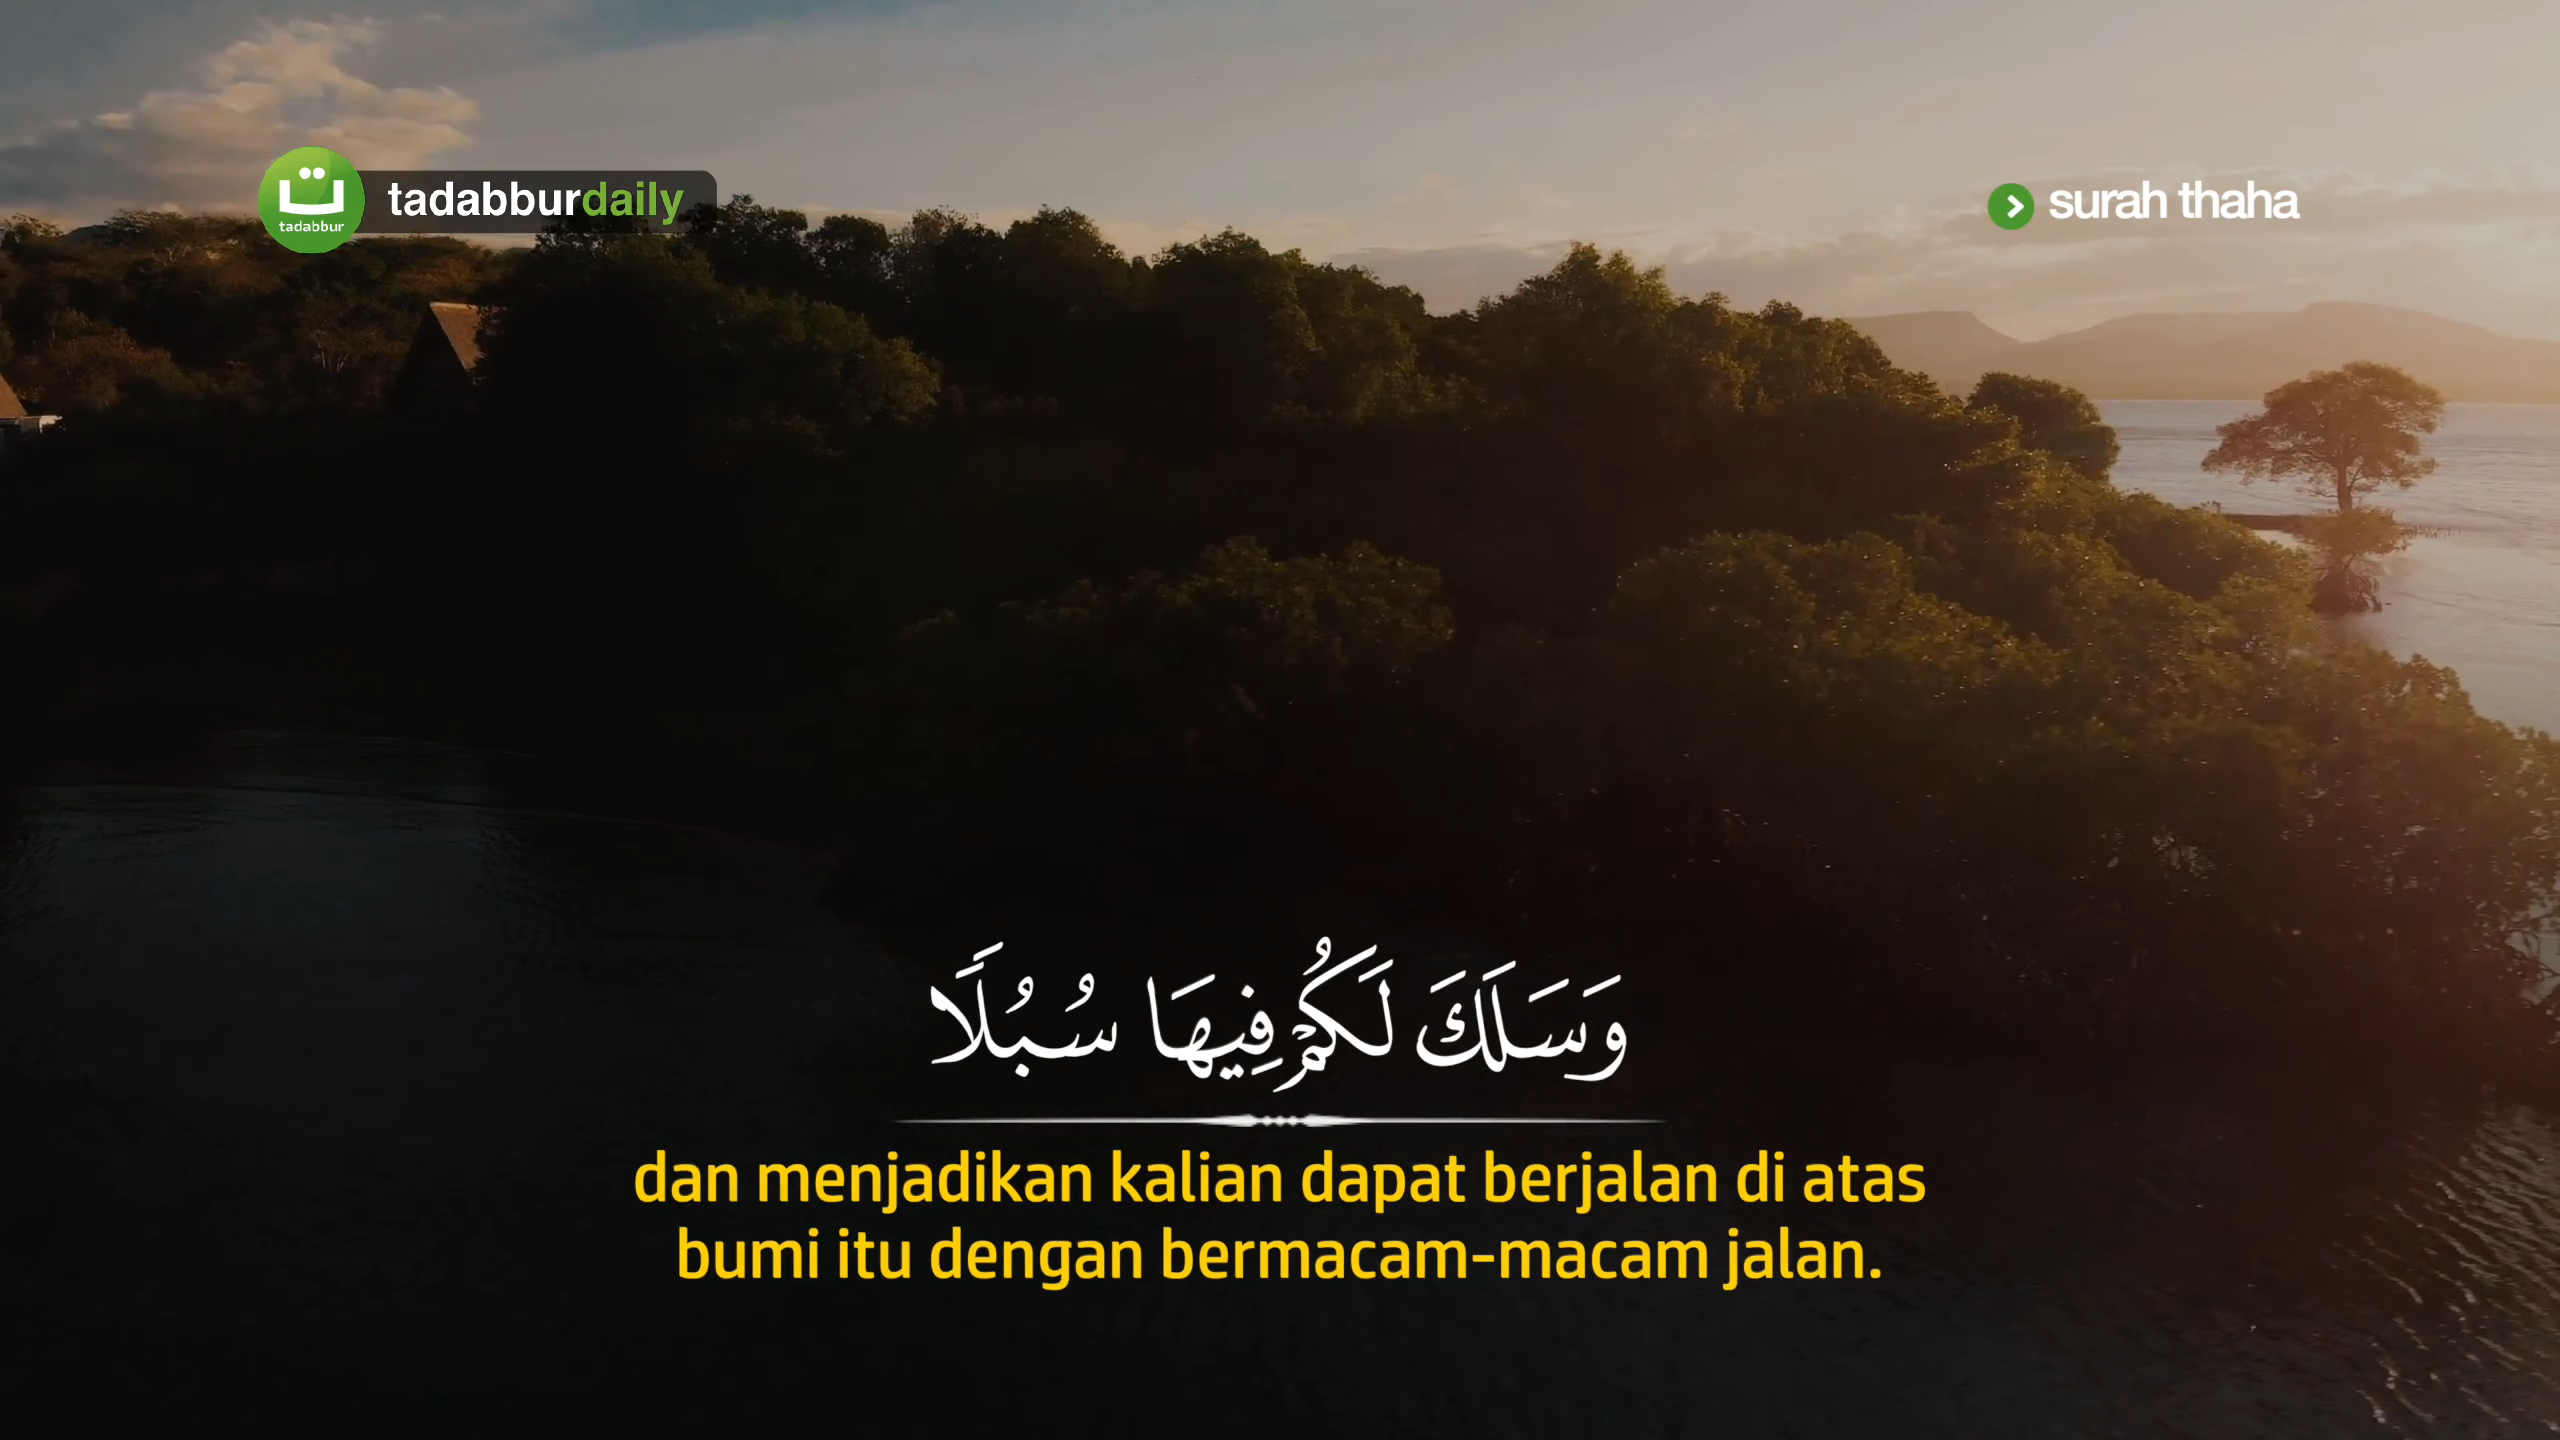 ت
tadabbur
tadabburdaily
surah thaha
وَسَلَكَ لَكُمْ فِيهَا سُبُلًا
dan menjadikan kalian dapat berjalan di atas
bumi itu dengan bermacam-macam jalan.